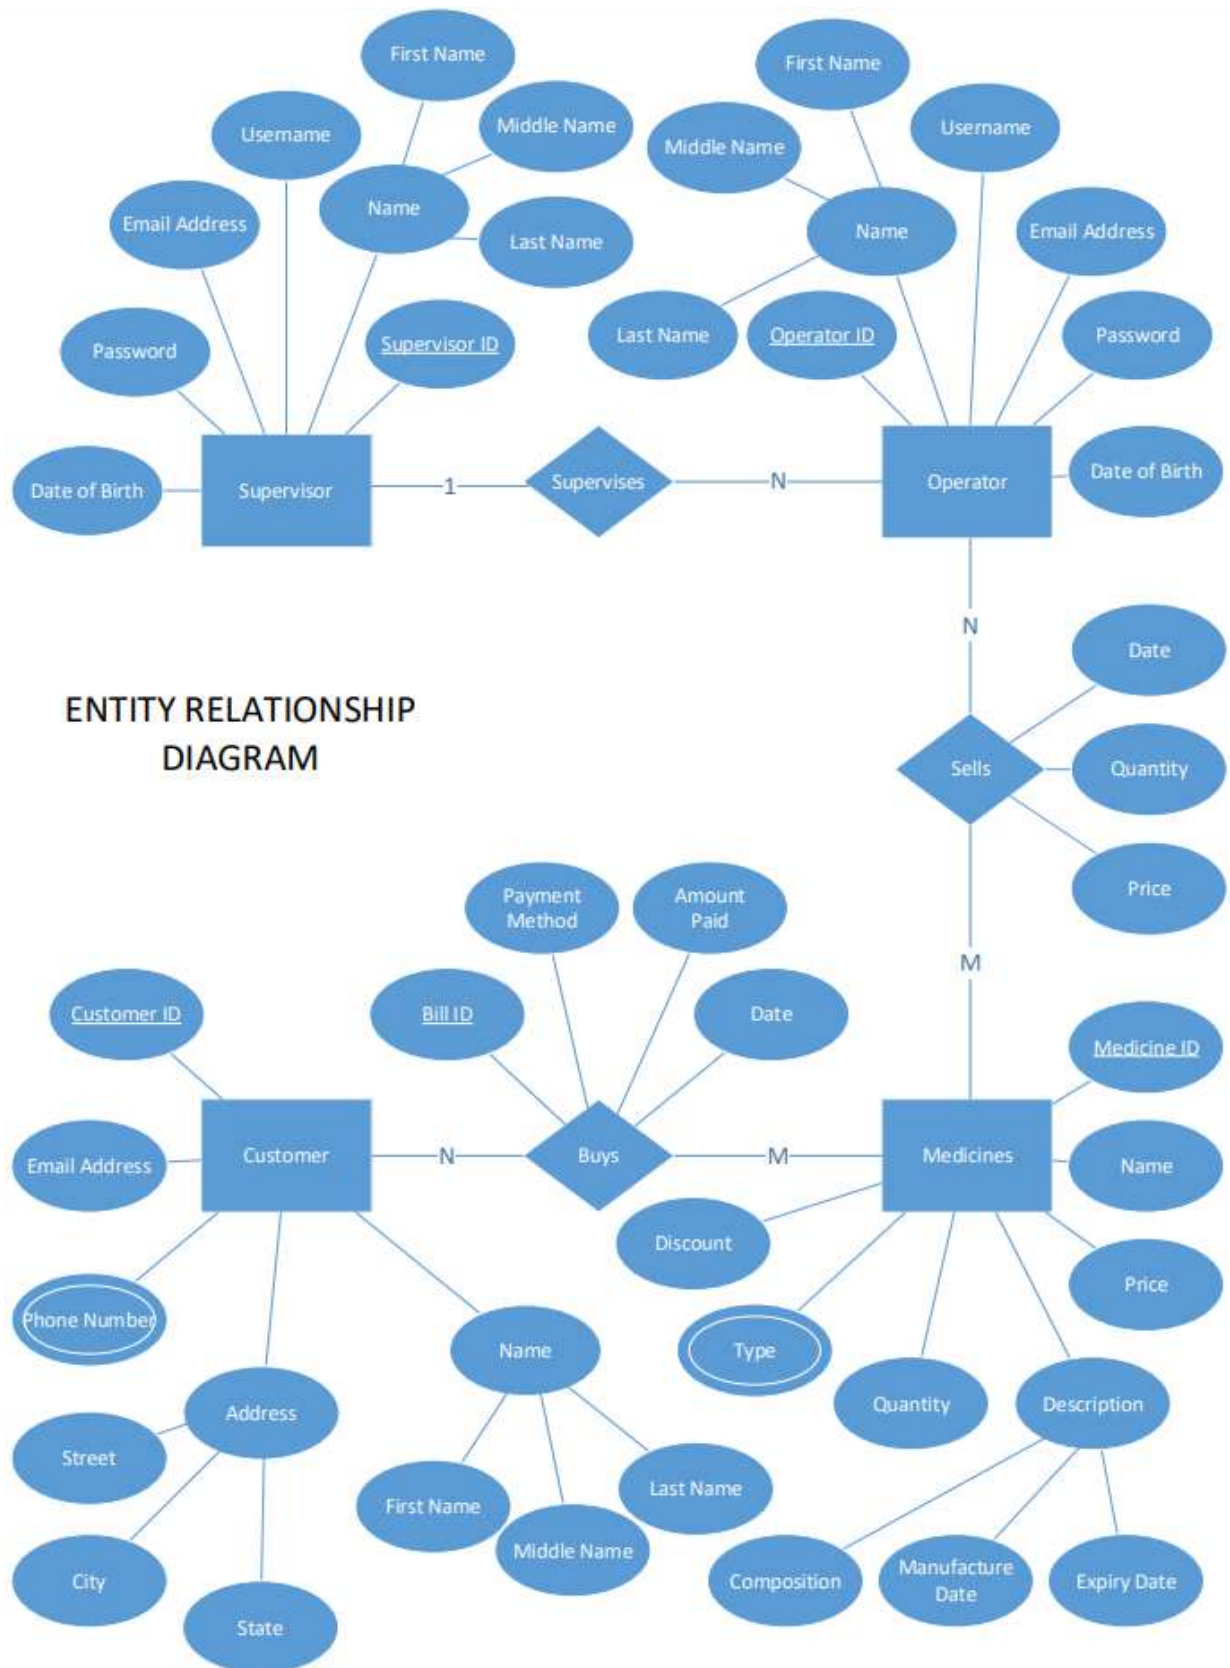 First Name
First Name
Username
Middle Name
Username
Middle Name
Name
Email Address
Name
Email Address
Last Name
Password
Supervisor ID
Last Name
Operator ID
Password
Date of Birth
Supervisor
1
Supervises
N
Operator
Date of Birth
N
Date
ENTITY RELATIONSHIP
DIAGRAM
Sells
Quantity
Price
Payment
Method
Amount
Paid
M
Customer ID
Bill ID
Date
Medicine ID
Email Address
Customer
N
Buys
M
Medicines
Name
Discount
Price
Phone Number
Name
Type
Address
Quantity
Description
Street
First Name
Middle Name
Last Name
City
State
Composition
Manufacture
Date
Expiry Date